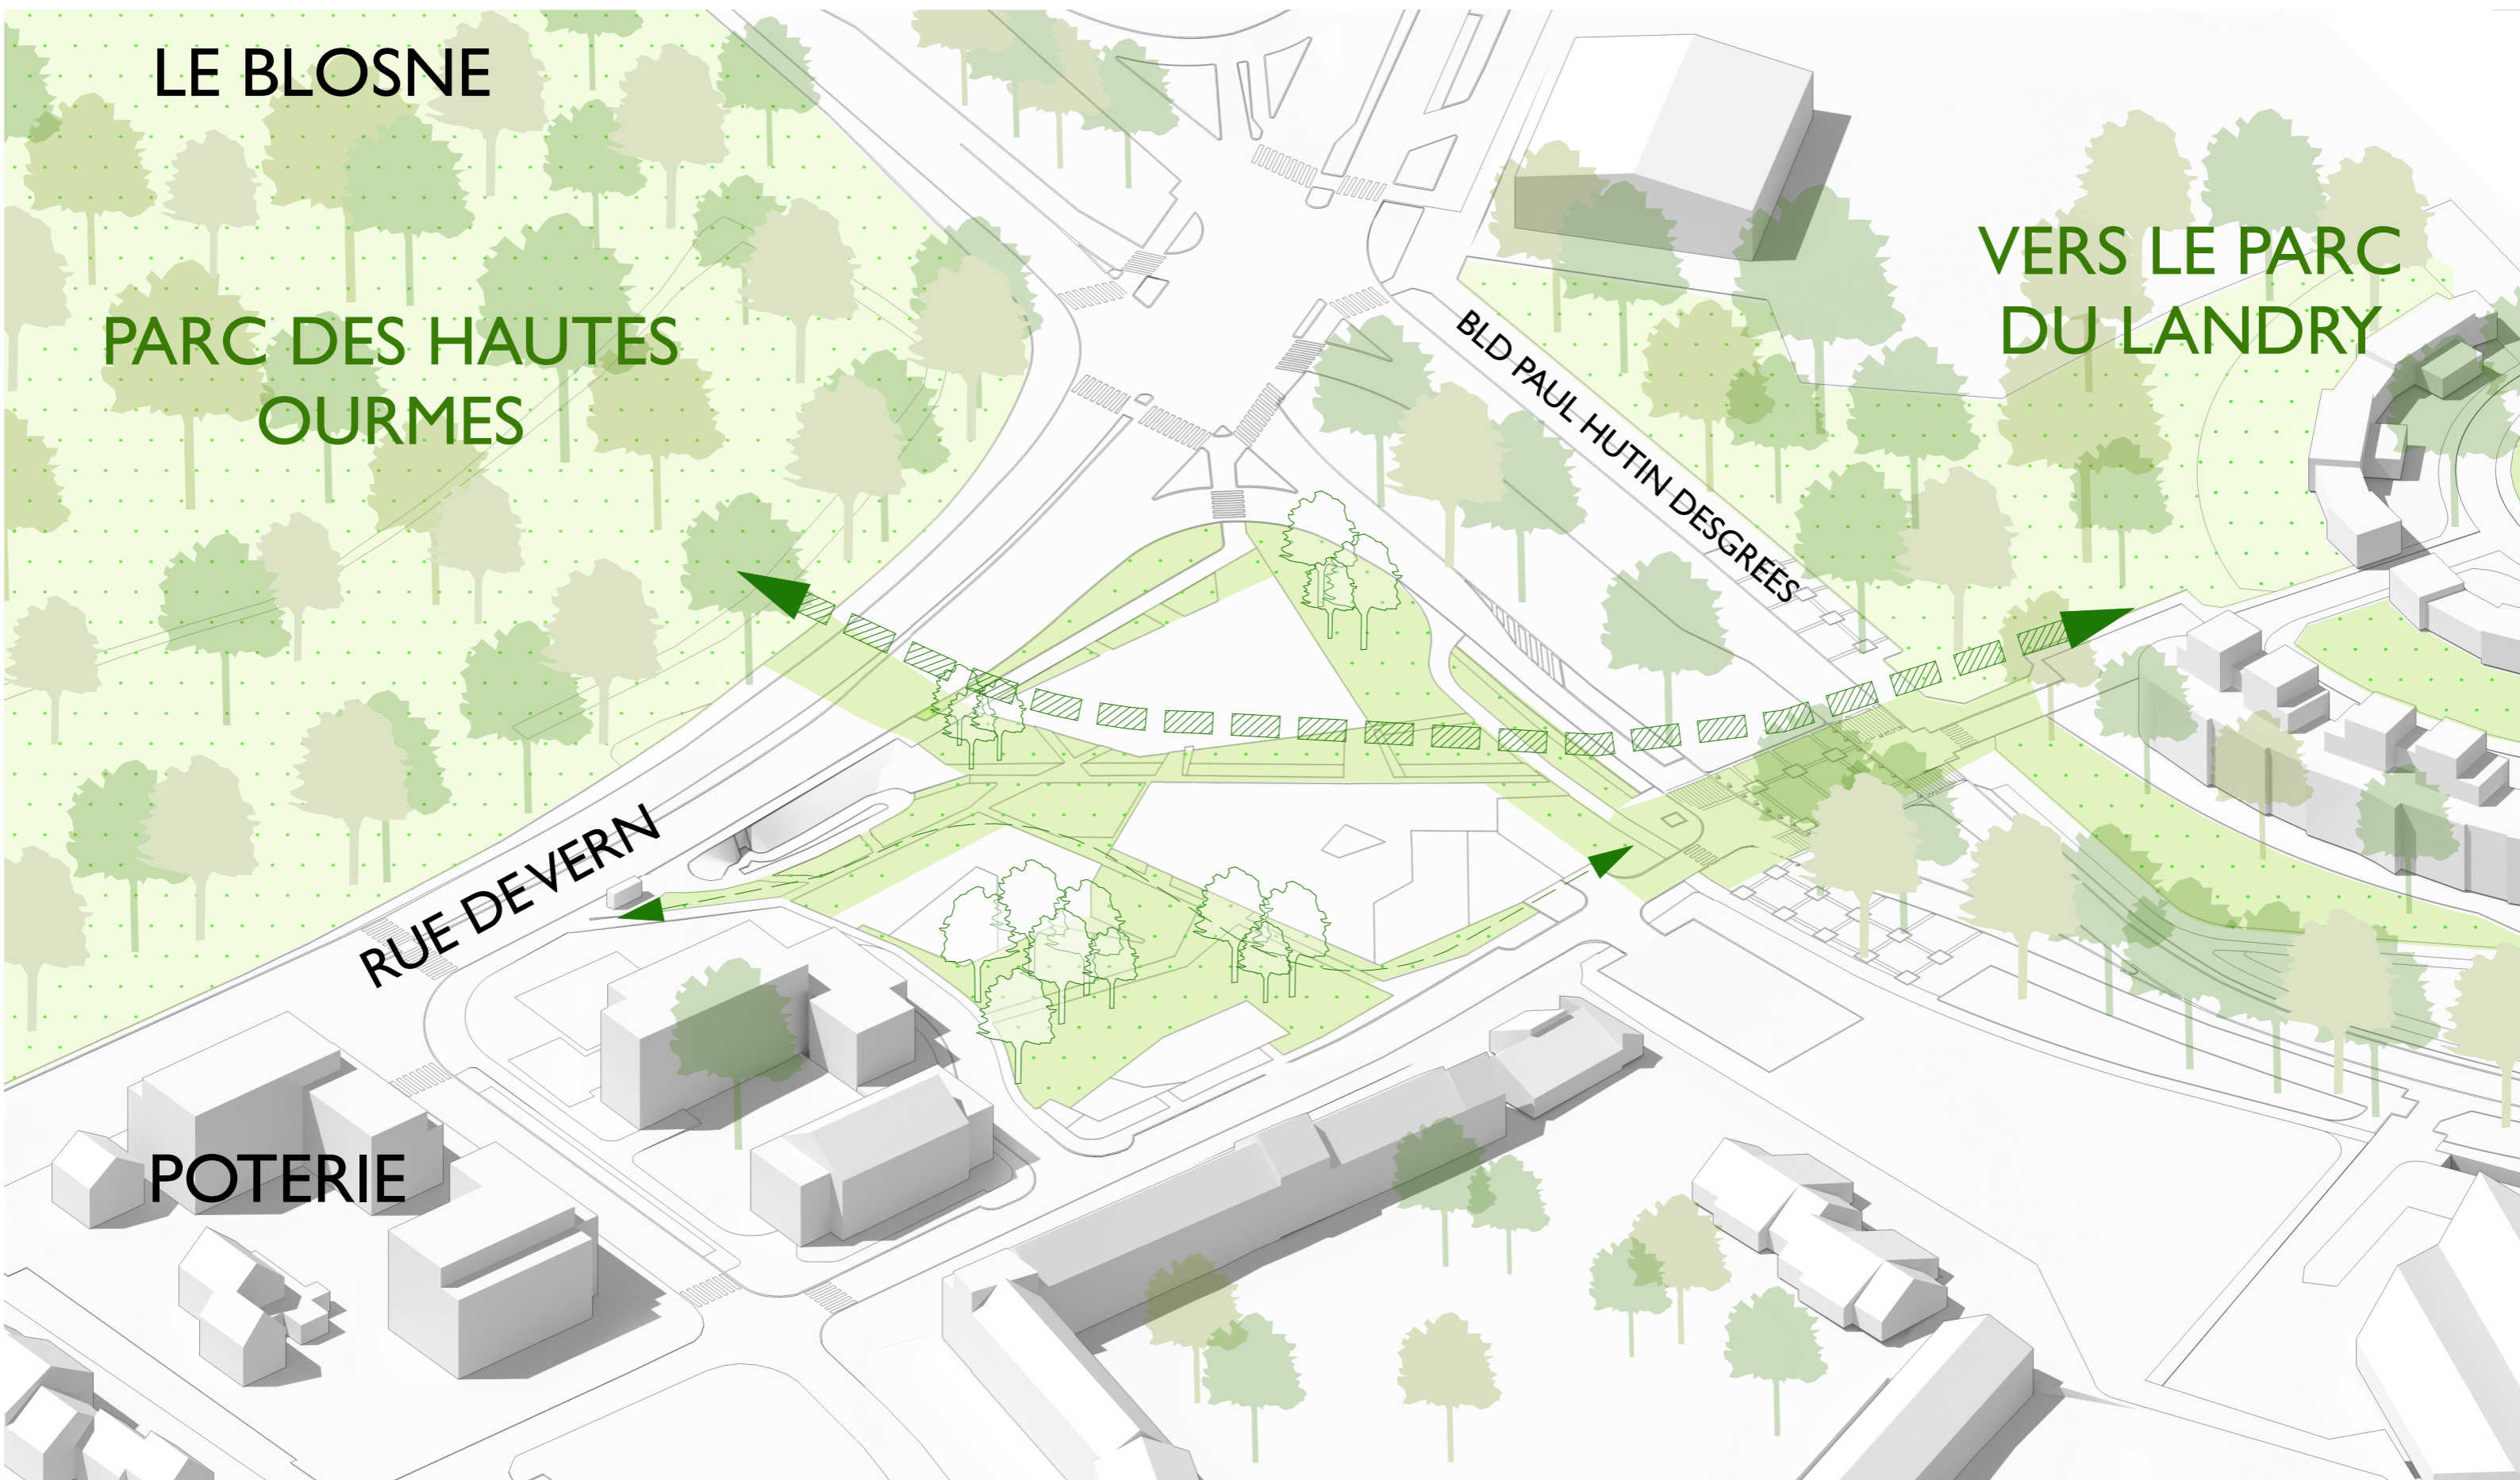 LE BLOSNE
PARC DES HAUTES
OURMES
VERS LE PARC
DU LANDRY
BLD PAUL HUTIN DESGREES
RUE DE VERN
POTERIE